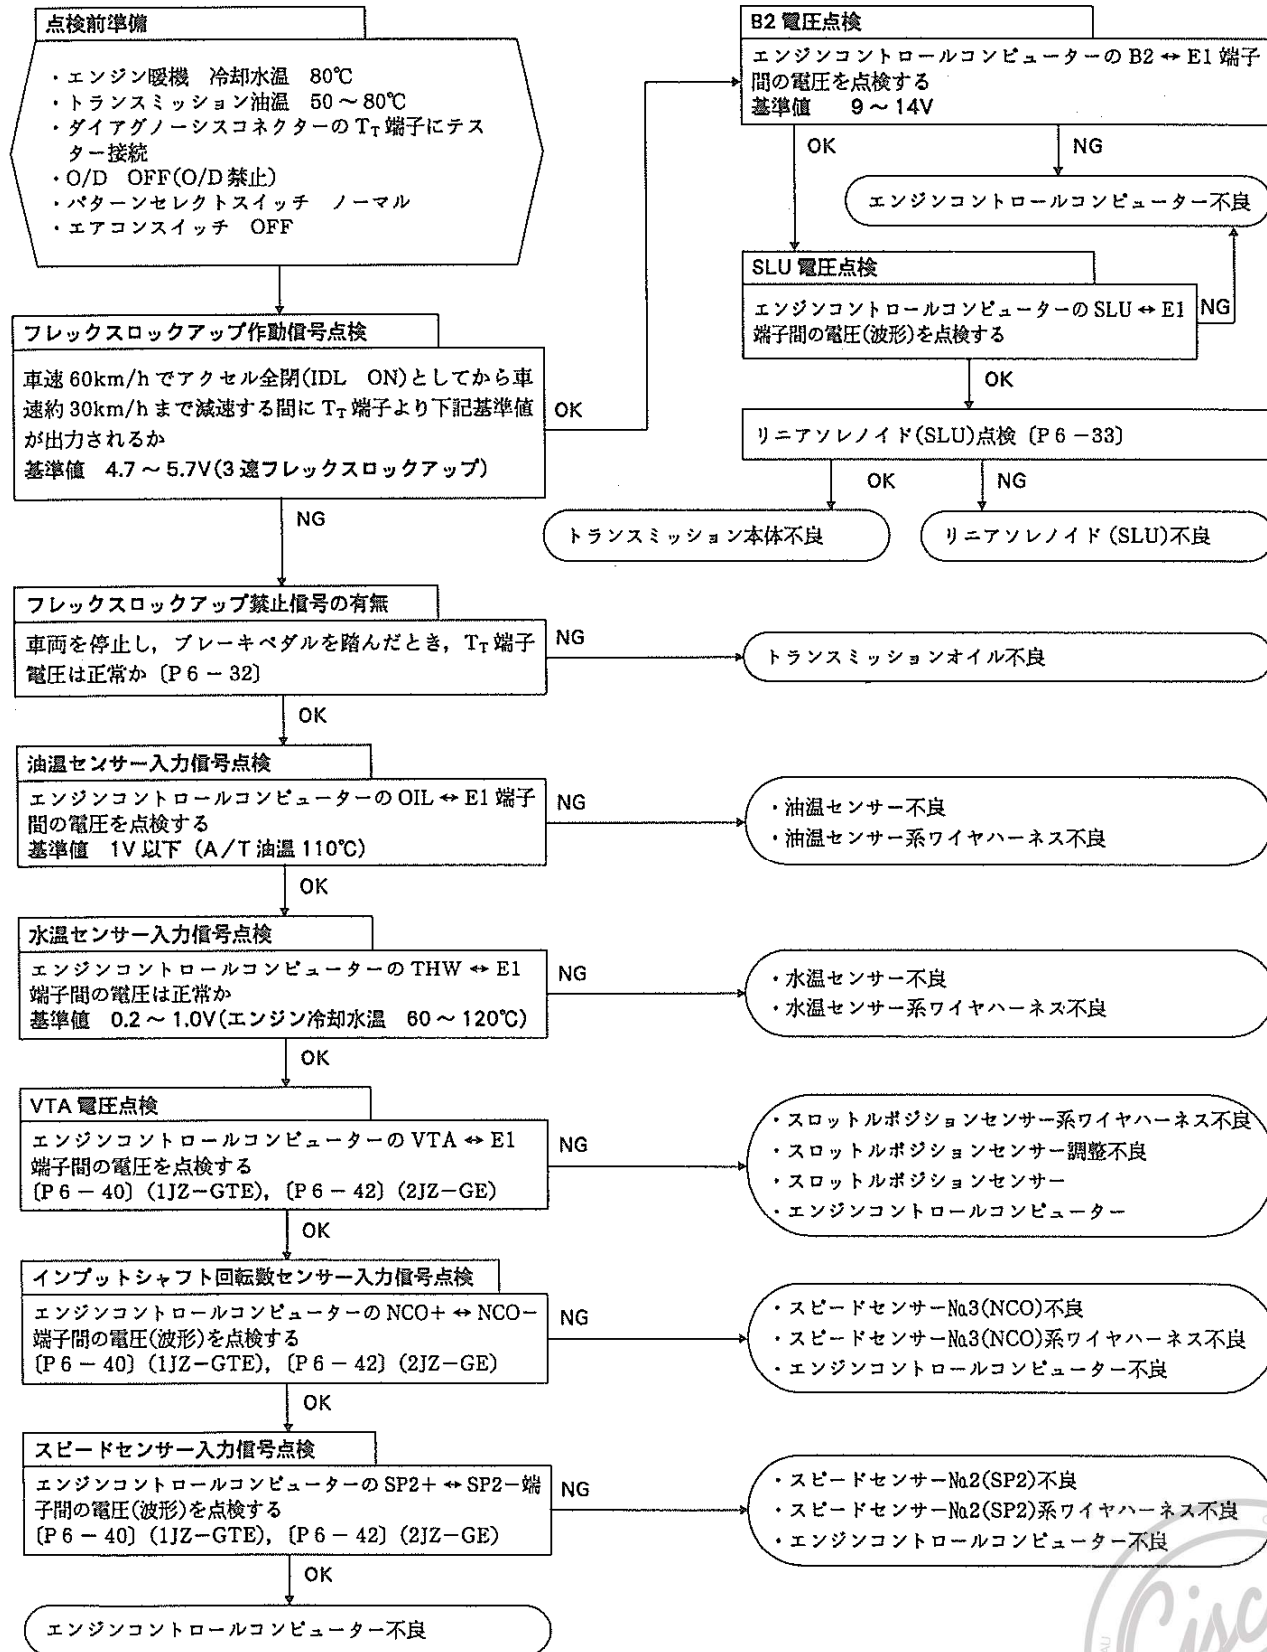 点検前準備
・エンジン暖機　冷却水温　80℃
・トランスミッション油温　50～80℃
・ダイアグノーシスコネクターのTT端子にテス
ター接続
・O/D　OFF(O/D禁止)
・パターンセレクトスイッチ　ノーマル
・エアコンスイッチ　OFF
フレックスロックアップ作動信号点検
車速60km/hでアクセル全閉(IDL　ON)としてから車
速約30km/hまで減速する間にTT端子より下記基準値
が出力されるか
基準値　4.7～5.7V(3速フレックスロックアップ)
OK
NG
B2電圧点検
エンジンコントロールコンピューターのB2↔E1端子
間の電圧を点検する
基準値　9～14V
OK
NG
エンジンコントロールコンピューター不良
SLU電圧点検
エンジンコントロールコンピューターのSLU↔E1
端子間の電圧(波形)を点検する
NG
OK
リニアソレノイド(SLU)点検〔P6－33〕
OK
NG
トランスミッション本体不良
リニアソレノイド(SLU)不良
フレックスロックアップ禁止信号の有無
車両を停止し，ブレーキペダルを踏んだとき，TT端子
電圧は正常か〔P6－32〕
NG
トランスミッションオイル不良
OK
油温センサー入力信号点検
エンジンコントロールコンピューターのOIL↔E1端子
間の電圧を点検する
基準値　1V以下（A/T油温110℃）
NG
・油温センサー不良
・油温センサー系ワイヤハーネス不良
OK
水温センサー入力信号点検
エンジンコントロールコンピューターのTHW↔E1
端子間の電圧は正常か
基準値　0.2～1.0V(エンジン冷却水温　60～120℃)
NG
・水温センサー不良
・水温センサー系ワイヤハーネス不良
OK
VTA電圧点検
エンジンコントロールコンピューターのVTA↔E1
端子間の電圧を点検する
〔P6－40〕(1JZ－GTE)，〔P6－42〕(2JZ－GE)
NG
・スロットルポジションセンサー系ワイヤハーネス不良
・スロットルポジションセンサー調整不良
・スロットルポジションセンサー
・エンジンコントロールコンピューター
OK
インプットシャフト回転数センサー入力信号点検
エンジンコントロールコンピューターのNCO+↔NCO−
端子間の電圧(波形)を点検する
〔P6－40〕(1JZ－GTE)，〔P6－42〕(2JZ－GE)
NG
・スピードセンサー№3(NCO)不良
・スピードセンサー№3(NCO)系ワイヤハーネス不良
・エンジンコントロールコンピューター不良
OK
スピードセンサー入力信号点検
エンジンコントロールコンピューターのSP2+↔SP2−端
子間の電圧(波形)を点検する
〔P6－40〕(1JZ－GTE)，〔P6－42〕(2JZ－GE)
NG
・スピードセンサー№2(SP2)不良
・スピードセンサー№2(SP2)系ワイヤハーネス不良
・エンジンコントロールコンピューター不良
OK
エンジンコントロールコンピューター不良